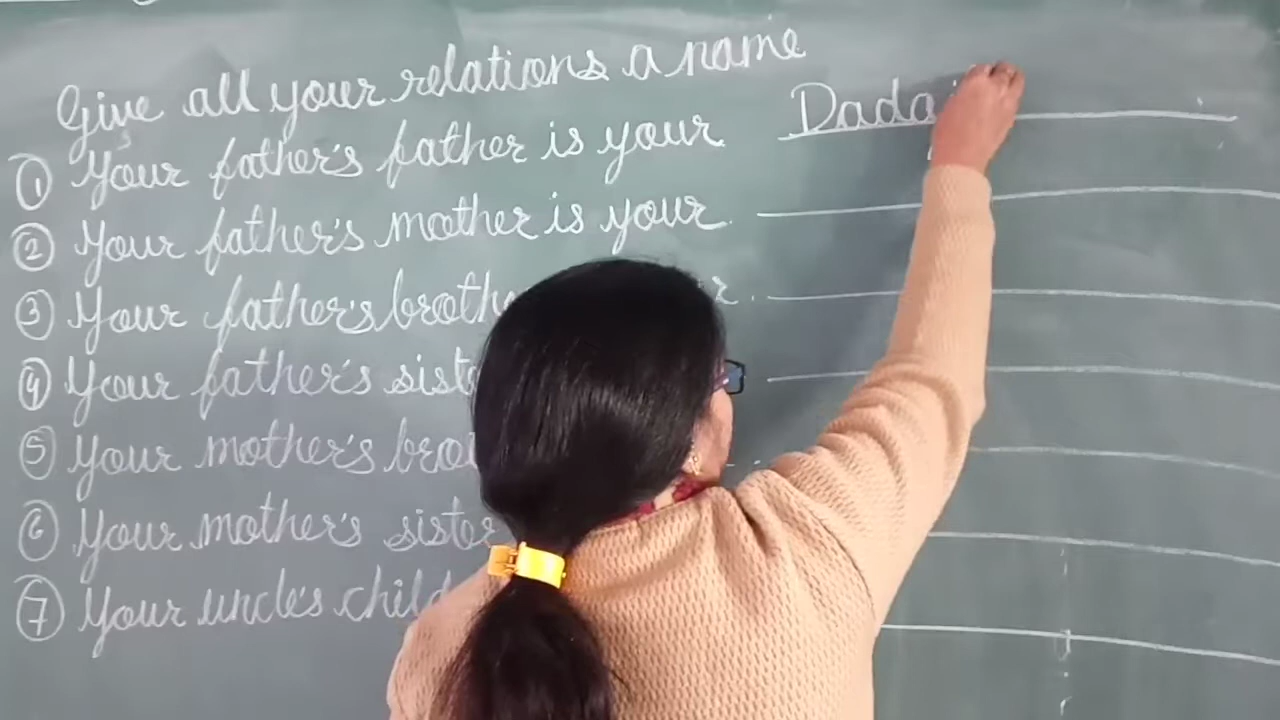 Give all your relations a name
① Your father's father is your Dada
② Your father's mother is your
③ Your father's
④ Your father's
⑤ Your mother's
⑥ Your mother's sister
⑦ Your uncle's